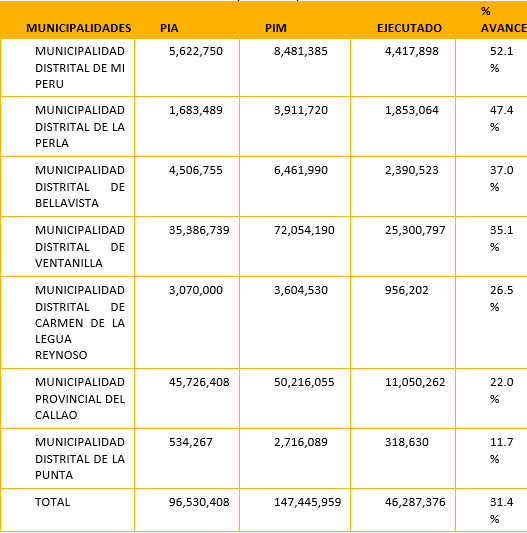 MUNICIPALIDADES PIA PIM EJECUTADO % AVANCE
MUNICIPALIDAD 5,622,750 8,481,385 4,417,898 52.1
DISTRITAL DE MI %
PERU
MUNICIPALIDAD 1,683,489 3,911,720 1,853,064 47.4
DISTRITAL DE LA %
PERLA
MUNICIPALIDAD 4,506,755 6,461,990 2,390,523 37.0
DISTRITAL DE %
BELLAVISTA
MUNICIPALIDAD 35,386,739 72,054,190 25,300,797 35.1
DISTRITAL DE %
VENTANILLA
MUNICIPALIDAD 3,070,000 3,604,530 956,202 26.5
DISTRITAL DE %
CARMEN DE LA
LEGUA
REYNOSO
MUNICIPALIDAD 45,726,408 50,216,055 11,050,262 22.0
PROVINCIAL DEL %
CALLAO
MUNICIPALIDAD 534,267 2,716,089 318,630 11.7
DISTRITAL DE LA %
PUNTA
TOTAL 96,530,408 147,445,959 46,287,376 31.4
%